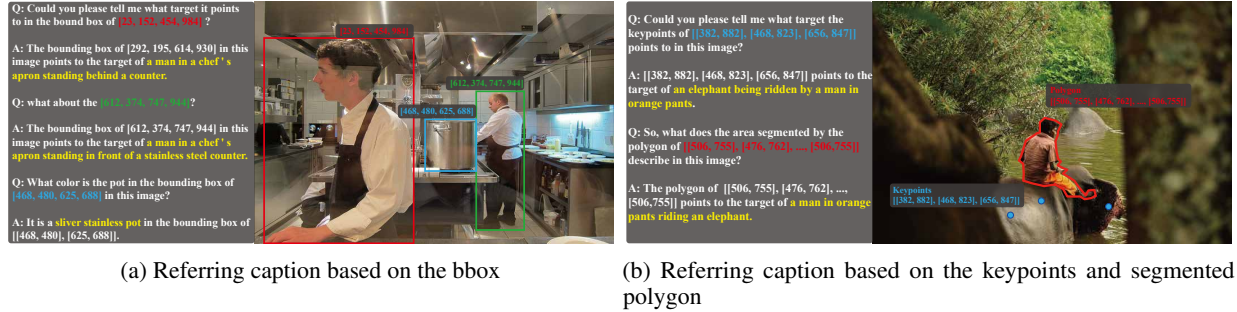 Q: Could you please tell me what target it points
to in the bound box of [23, 152, 454, 984] ?
A: The bounding box of [292, 195, 614, 930] in this
image points to the target of a man in a chef's
apron standing behind a counter.
Q: what about the [612, 374, 747, 944]?
A: The bounding box of [612, 374, 747, 944] in this
image points to the target of a man in a chef's
apron standing in front of a stainless steel counter.
Q: What color is the pot in the bounding box of
[468, 480, 625, 688] in this image?
A: It is a sliver stainless pot in the bounding box of
[[468, 480], [625, 688]].
[23, 152, 454, 984]
[612, 374, 747, 944]
[468, 480, 625, 688]
(a) Referring caption based on the bbox
Q: Could you please tell me what target the
keypoints of [[382, 882], [468, 823], [656, 847]]
points to in this image?
A: [[382, 882], [468, 823], [656, 847]] points to the
target of an elephant being ridden by a man in
orange pants.
Q: So, what does the area segmented by the
polygon of [[506, 755], [476, 762], ..., [506,755]]
describe in this image?
A: The polygon of [[506, 755], [476, 762], ...,
[506,755]] points to the target of a man in orange
pants riding an elephant.
Polygon
[[506, 755], [476, 762], ..., [506,755]]
Keypoints
[[382, 882], [468, 823], [656, 847]]
(b) Referring caption based on the keypoints and segmented
polygon